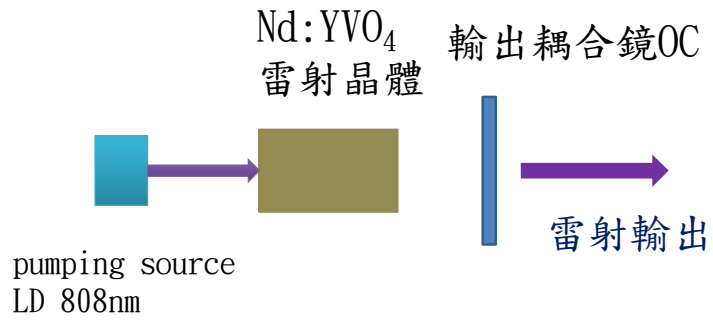 Nd:YVO₄
雷射晶體
輸出耦合鏡OC
雷射輸出
pumping source
LD 808nm